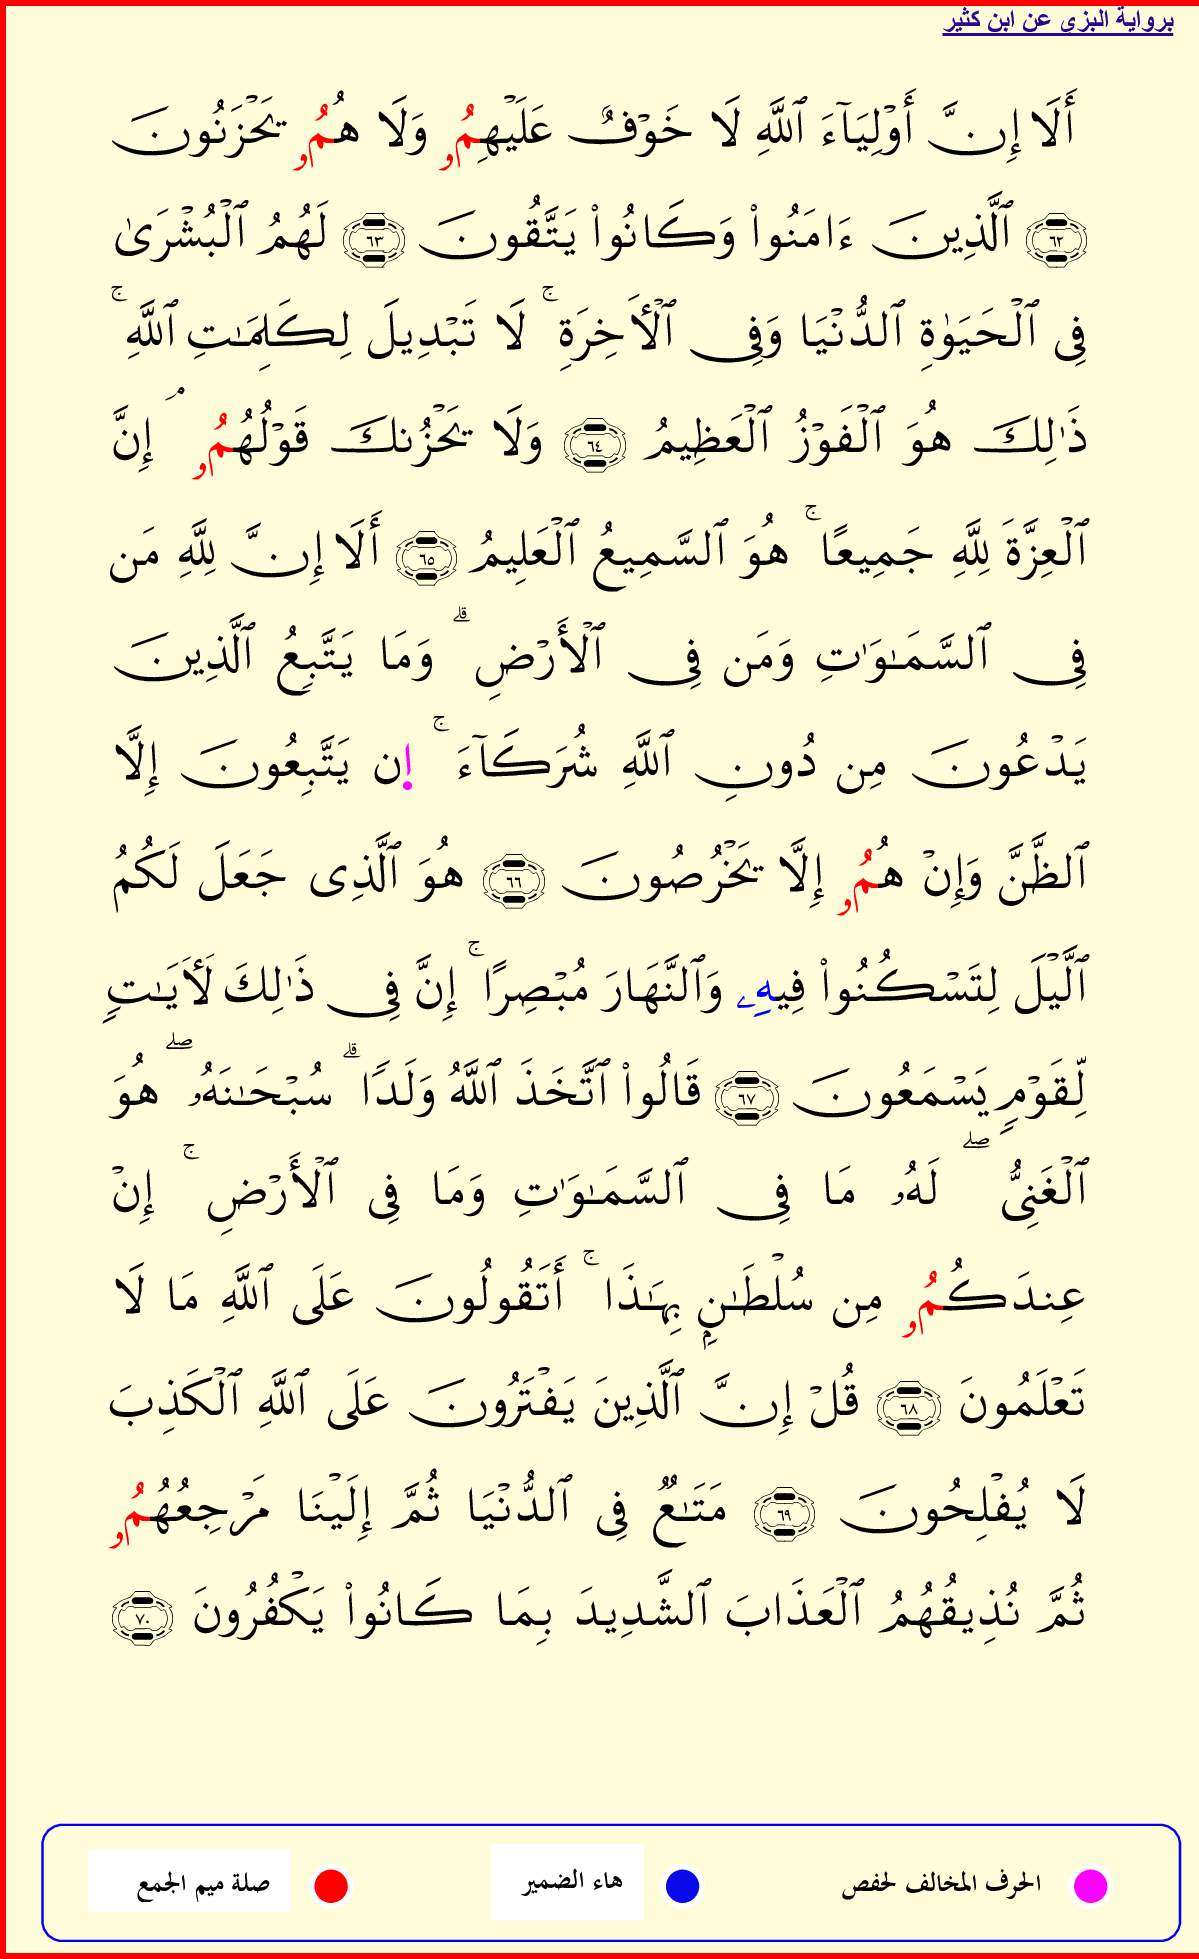 برواية البزى عن ابن كثير
أَلَآ إِنَّ أَوْلِيَآءَ ٱللَّهِ لَا خَوْفٌ عَلَيْهِمُۥ وَلَا هُمُۥ يَحْزَنُونَ
٦٢ ٱلَّذِينَ ءَامَنُوا۟ وَكَانُوا۟ يَتَّقُونَ ٦٣ لَهُمُ ٱلْبُشْرَىٰ
فِى ٱلْحَيَوٰةِ ٱلدُّنْيَا وَفِى ٱلْأَخِرَةِ ۚ لَا تَبْدِيلَ لِكَلِمَـٰتِ ٱللَّهِ ۚ
ذَٰلِكَ هُوَ ٱلْفَوْزُ ٱلْعَظِيمُ ٦٤ وَلَا يَحْزُنكَ قَوْلُهُمُۥ ۘ إِنَّ
ٱلْعِزَّةَ لِلَّهِ جَمِيعًا ۚ هُوَ ٱلسَّمِيعُ ٱلْعَلِيمُ ٦٥ أَلَا إِنَّ لِلَّهِ مَن
فِى ٱلسَّمَـٰوَٰتِ وَمَن فِى ٱلْأَرْضِ ۗ وَمَا يَتَّبِعُ ٱلَّذِينَ
يَدْعُونَ مِن دُونِ ٱللَّهِ شُرَكَآءَ ۚ إِن يَتَّبِعُونَ إِلَّا
ٱلظَّنَّ وَإِنْ هُمُۥ إِلَّا يَخْرُصُونَ ٦٦ هُوَ ٱلَّذِى جَعَلَ لَكُمُ
ٱلَّيْلَ لِتَسْكُنُوا۟ فِيهِۦ وَٱلنَّهَارَ مُبْصِرًا ۚ إِنَّ فِى ذَٰلِكَ لَأَيَـٰتٍ
لِّقَوْمٍ يَسْمَعُونَ ٦٧ قَالُوا۟ ٱتَّخَذَ ٱللَّهُ وَلَدًا ۗ سُبْحَـٰنَهُۥ ۖ هُوَ
ٱلْغَنِىُّ ۖ لَهُۥ مَا فِى ٱلسَّمَـٰوَٰتِ وَمَا فِى ٱلْأَرْضِ ۚ إِنْ
عِندَكُمُۥ مِن سُلْطَـٰنٍۭ بِهَـٰذَا ۚ أَتَقُولُونَ عَلَى ٱللَّهِ مَا لَا
تَعْلَمُونَ ٦٨ قُلْ إِنَّ ٱلَّذِينَ يَفْتَرُونَ عَلَى ٱللَّهِ ٱلْكَذِبَ
لَا يُفْلِحُونَ ٦٩ مَتَـٰعٌ فِى ٱلدُّنْيَا ثُمَّ إِلَيْنَا مَرْجِعُهُمُۥ
ثُمَّ نُذِيقُهُمُ ٱلْعَذَابَ ٱلشَّدِيدَ بِمَا كَانُوا۟ يَكْفُرُونَ ٧٠
الحرف المخالف لحفص هاء الضمير صلة ميم الجمع